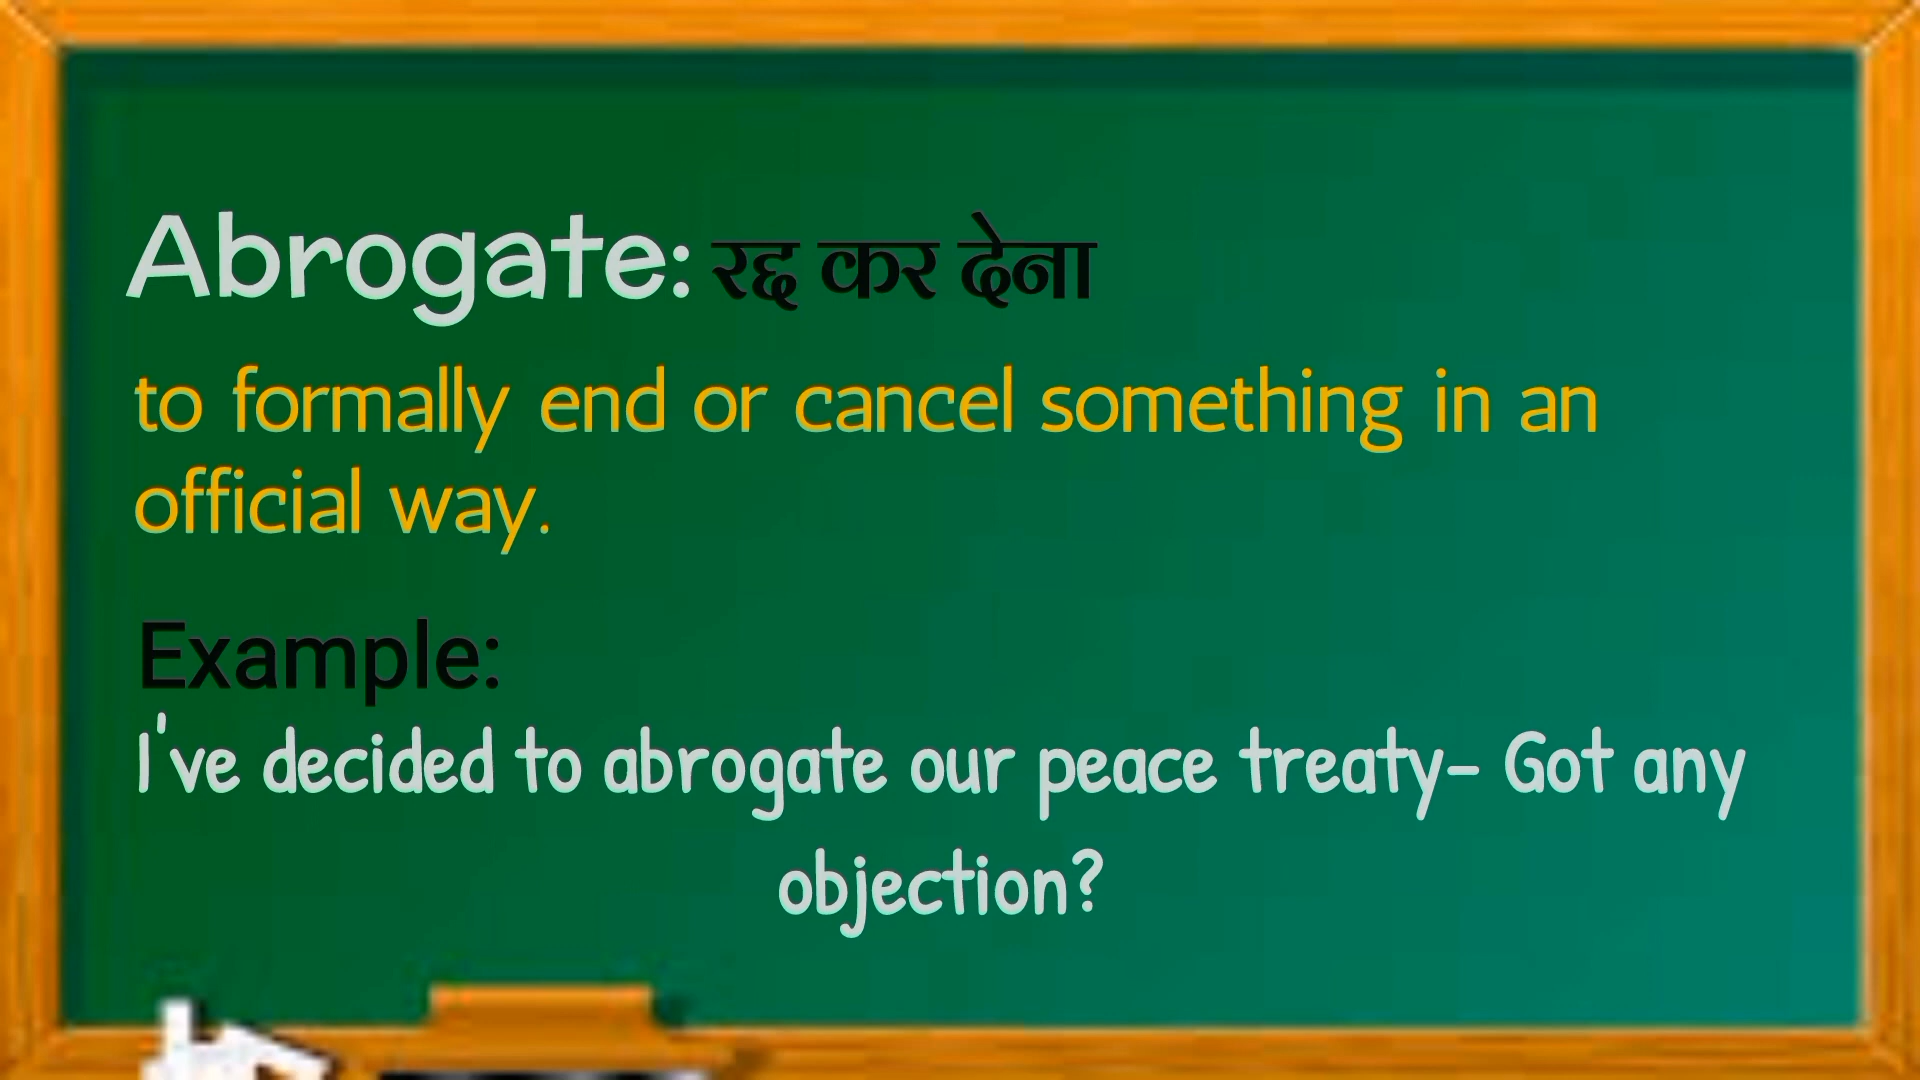 Abrogate: रद्द कर देना
to formally end or cancel something in an
official way.
Example:
I've decided to abrogate our peace treaty- Got any
objection?